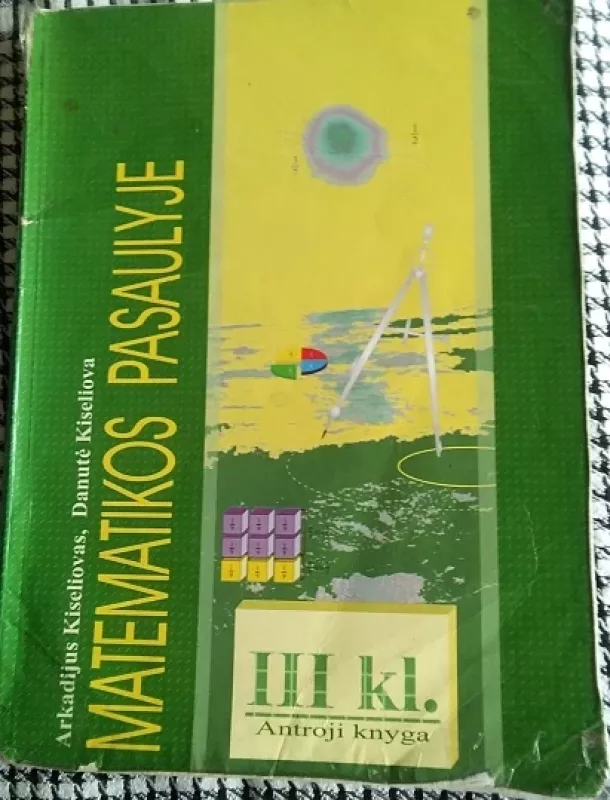 Arkadijus Kiseliovas, Danutė Kiseliova
MATEMATIKOS PASAULYJE
III kl.
Antroji knyga